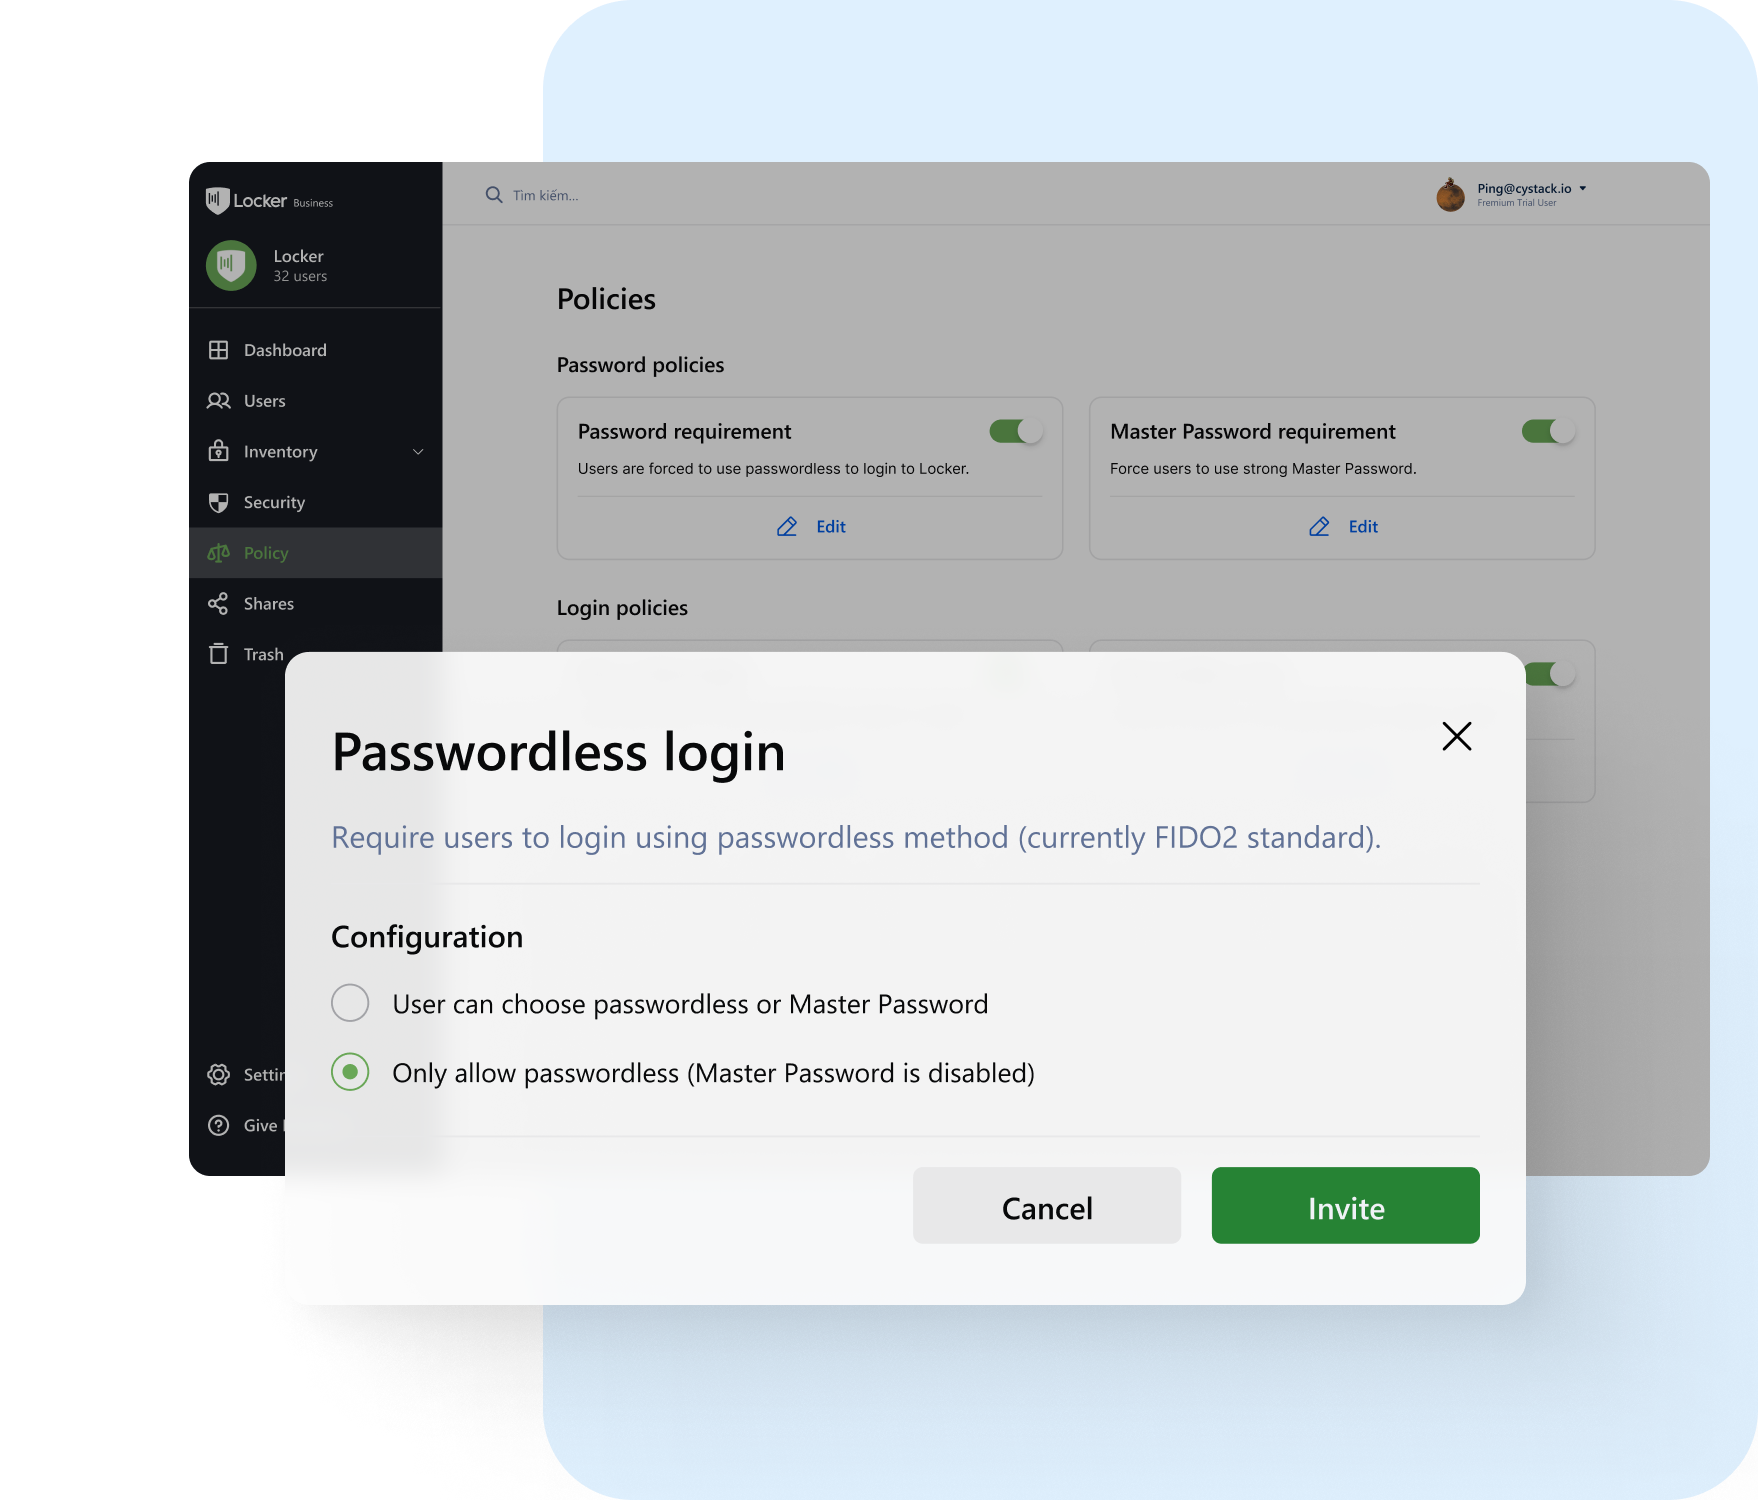 Locker Business
Tìm kiếm...
Ping@cystack.io
Fremium Trial User
Locker
32 users
Dashboard
Users
Inventory
Security
Policy
Shares
Trash
Policies
Password policies
Password requirement
Users are forced to use passwordless to login to Locker.
Edit
Master Password requirement
Force users to use strong Master Password.
Edit
Login policies
Passwordless login
Require users to login using passwordless method (currently FIDO2 standard).
Configuration
User can choose passwordless or Master Password
Only allow passwordless (Master Password is disabled)
Cancel
Invite
Give